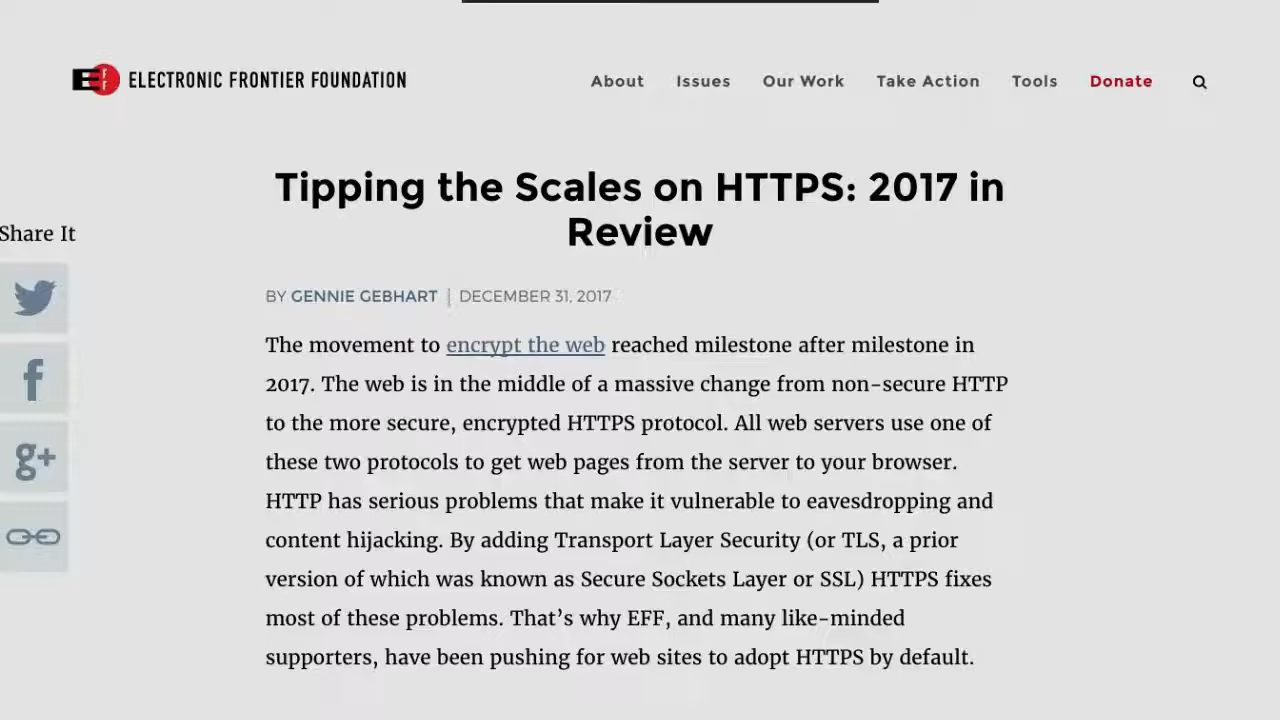 ELECTRONIC FRONTIER FOUNDATION
About Issues Our Work Take Action Tools Donate
Tipping the Scales on HTTPS: 2017 in
Review
Share It
BY GENNIE GEBHART | DECEMBER 31, 2017
The movement to encrypt the web reached milestone after milestone in
2017. The web is in the middle of a massive change from non-secure HTTP
to the more secure, encrypted HTTPS protocol. All web servers use one of
these two protocols to get web pages from the server to your browser.
HTTP has serious problems that make it vulnerable to eavesdropping and
content hijacking. By adding Transport Layer Security (or TLS, a prior
version of which was known as Secure Sockets Layer or SSL) HTTPS fixes
most of these problems. That’s why EFF, and many like-minded
supporters, have been pushing for web sites to adopt HTTPS by default.